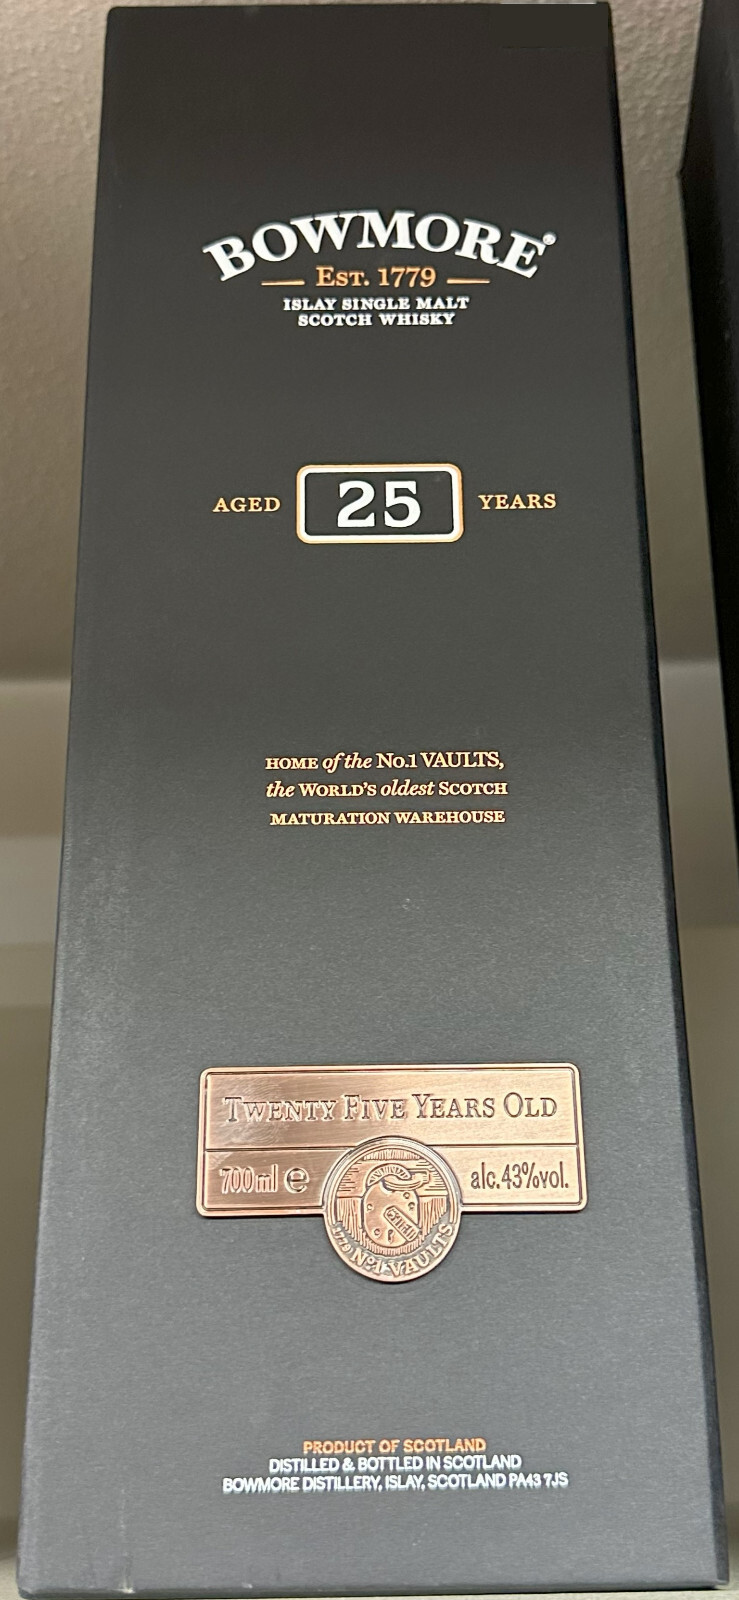 BOWMORE®
EST. 1779
ISLAY SINGLE MALT
SCOTCH WHISKY
AGED 25 YEARS
HOME of the No.1 VAULTS,
the WORLD'S oldest SCOTCH
MATURATION WAREHOUSE
TWENTY FIVE YEARS OLD
700ml e alc.43%vol.
1779 No1 VAULTS
PRODUCT OF SCOTLAND
DISTILLED & BOTTLED IN SCOTLAND
BOWMORE DISTILLERY, ISLAY, SCOTLAND PA43 7JS